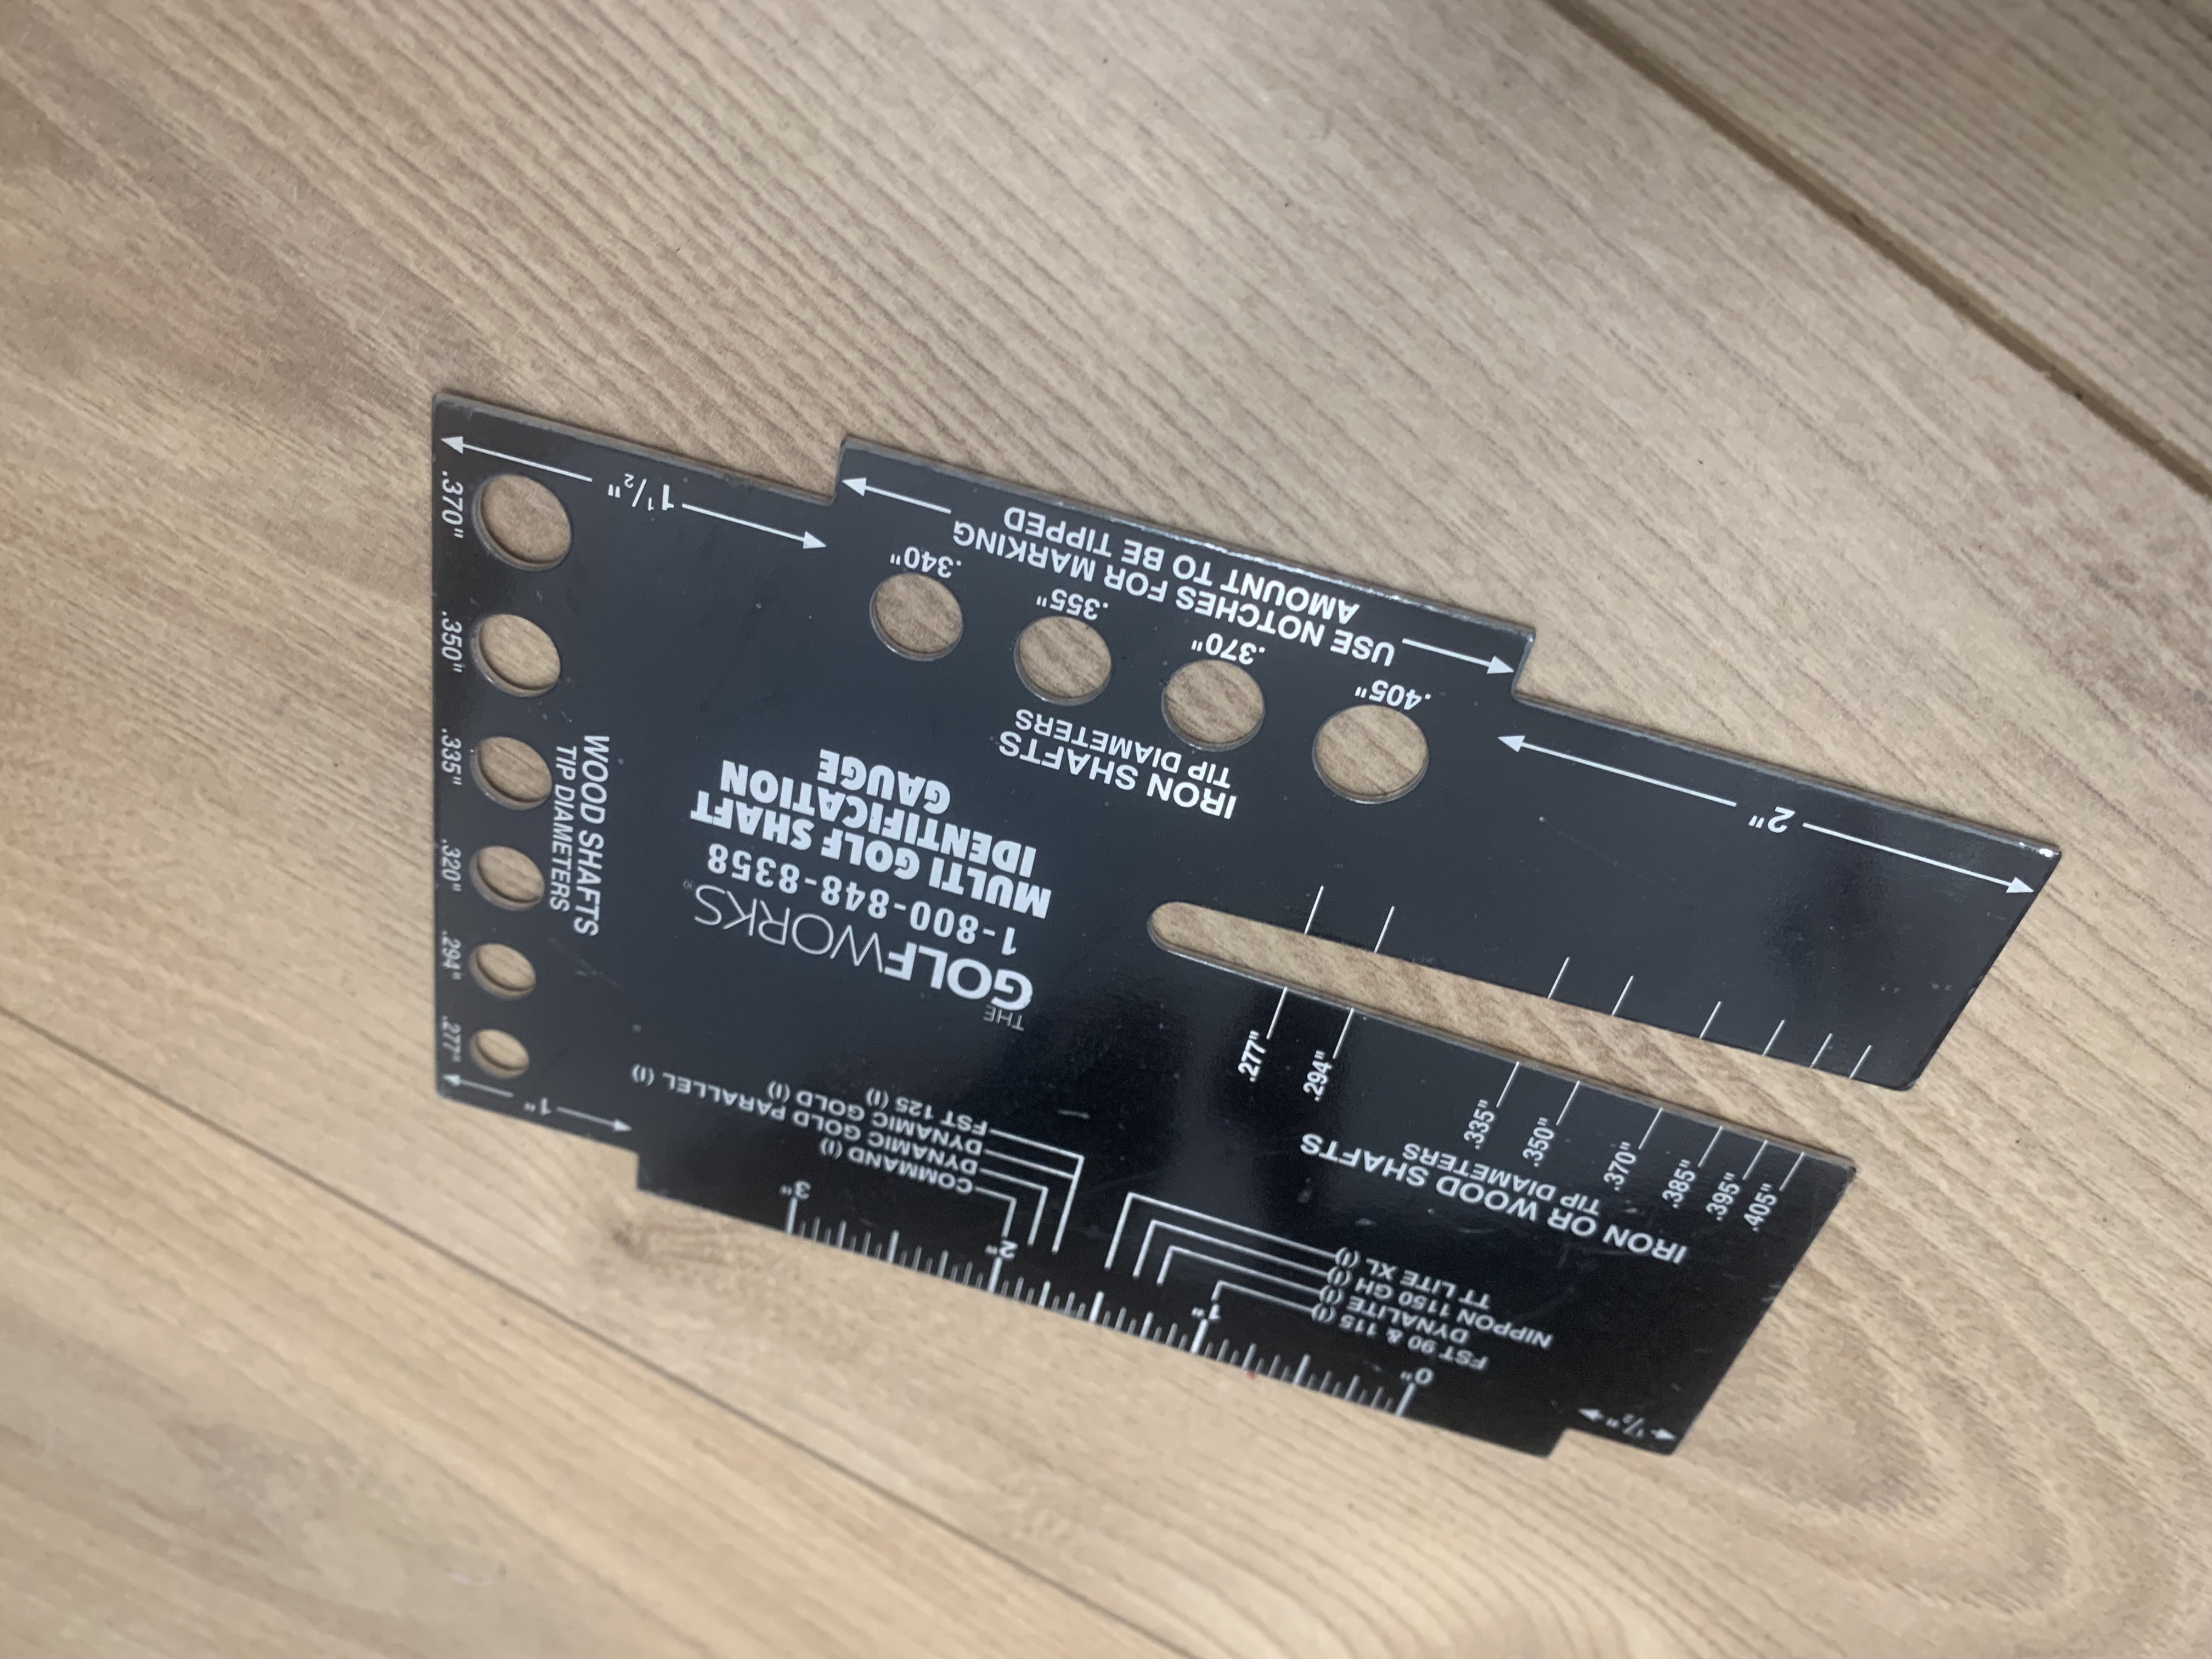 1/2"
0"
1"
2"
3"
FST 90 & 115 (I)
DYNALITE (I)
NIPPON 1150 GH (I)
TT LITE XL (I)
COMMAND (I)
DYNAMIC GOLD PARALLEL (I)
DYNAMIC GOLD (I)
FST 125 (I)
1"
IRON OR WOOD SHAFTS
TIP DIAMETERS
.405"
.395"
.385"
.370"
.350"
.335"
.294"
.277"
THE
GOLFWORKS
1-800-848-8358
MULTI GOLF SHAFT
IDENTIFICATION
GAUGE
IRON SHAFTS
TIP DIAMETERS
.405"
.370"
.355"
.340"
WOOD SHAFTS
TIP DIAMETERS
.277"
.294"
.320"
.335"
.350"
.370"
2"
USE NOTCHES FOR MARKING
AMOUNT TO BE TIPPED
1 1/2"